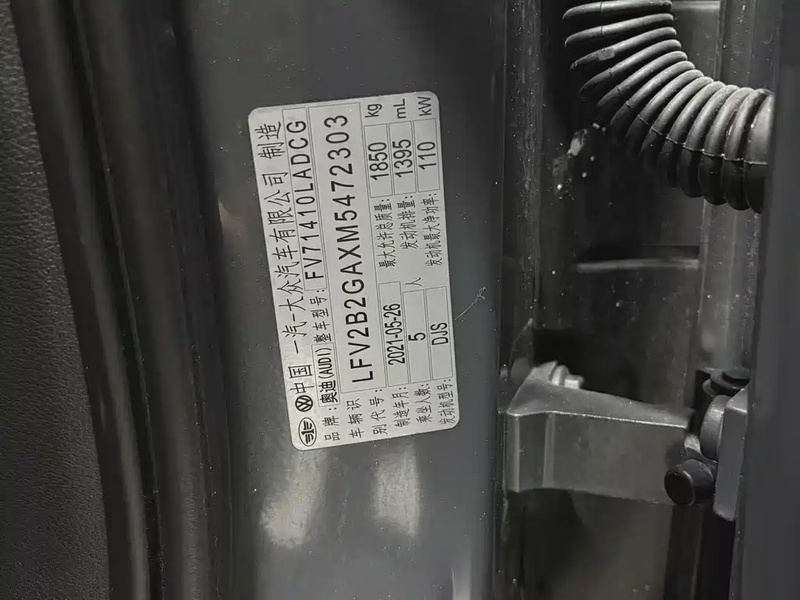 中国 一汽-大众汽车有限公司 制造
品牌: 奥迪(AUDI) 整车型号: FV71410LADCG
车辆识别代号: LFV2B2GAXM5472303
制造年月: 2021-05-26 最大允许总质量: 1850 kg
乘坐人数: 5 人 发动机排量: 1395 mL
发动机型号: DJS 发动机最大净功率: 110 kW